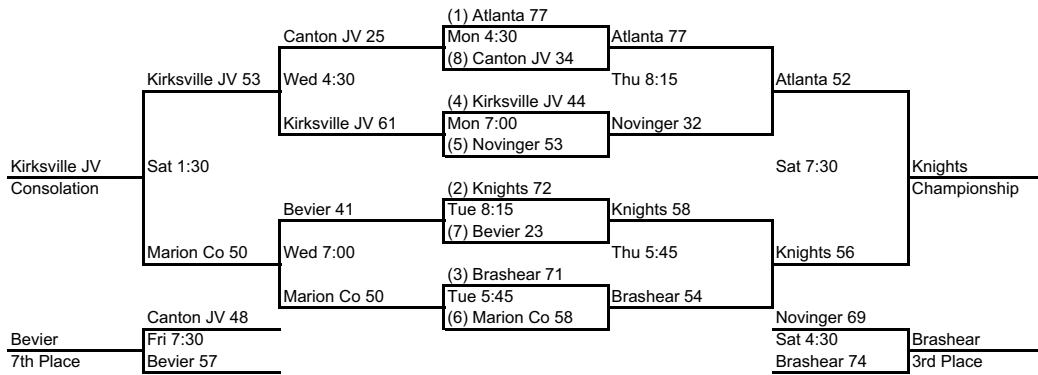 (1) Atlanta 77
Canton JV 25
Mon 4:30
Atlanta 77
(8) Canton JV 34
Kirksville JV 53
Wed 4:30
Thu 8:15
Atlanta 52
(4) Kirksville JV 44
Kirksville JV 61
Mon 7:00
Novinger 32
(5) Novinger 53
Kirksville JV
Sat 1:30
Sat 7:30
Knights
Consolation
(2) Knights 72
Championship
Bevier 41
Tue 8:15
Knights 58
(7) Bevier 23
Marion Co 50
Wed 7:00
Thu 5:45
Knights 56
(3) Brashear 71
Marion Co 50
Tue 5:45
Brashear 54
(6) Marion Co 58
Canton JV 48
Novinger 69
Bevier
Fri 7:30
Sat 4:30
Brashear
7th Place
Bevier 57
Brashear 74
3rd Place